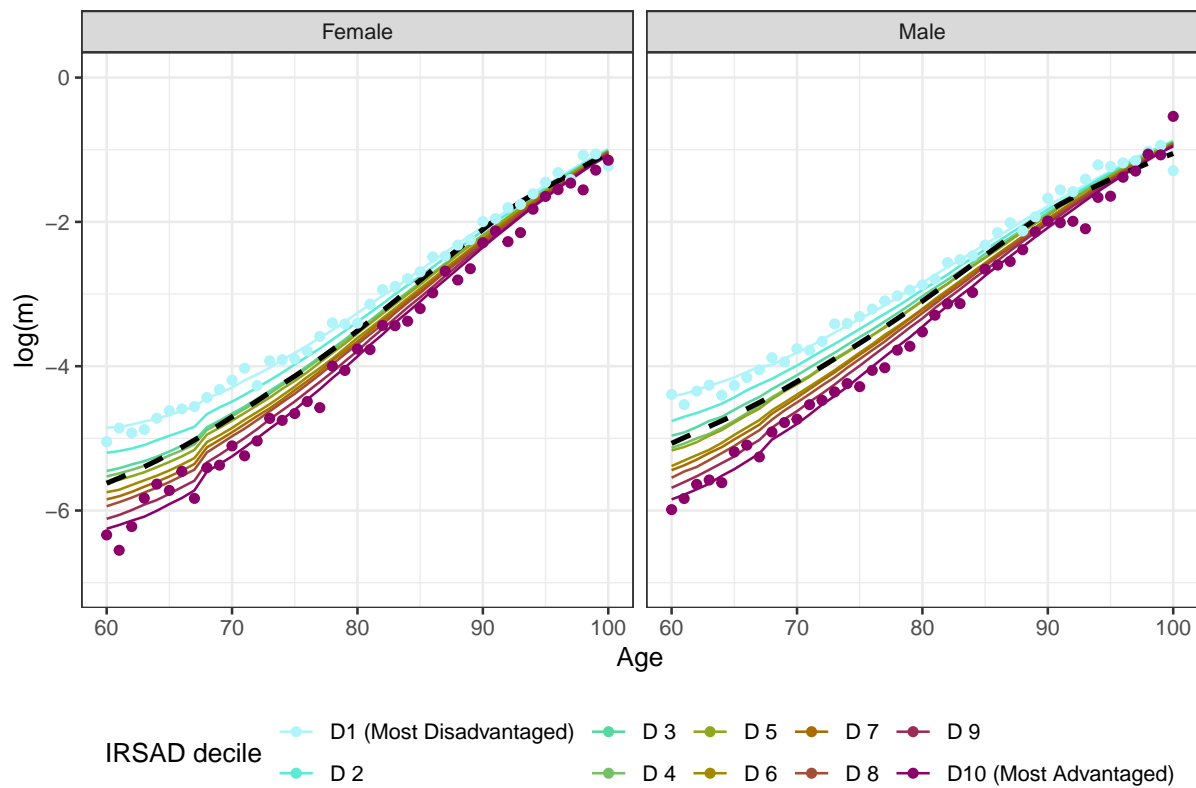 Female Male
0
−2
−4
−6
log(m)
60 70 80 90 100 60 70 80 90 100
Age
IRSAD decile
D1 (Most Disadvantaged) D 3 D 5 D 7 D 9
D 2 D 4 D 6 D 8 D10 (Most Advantaged)